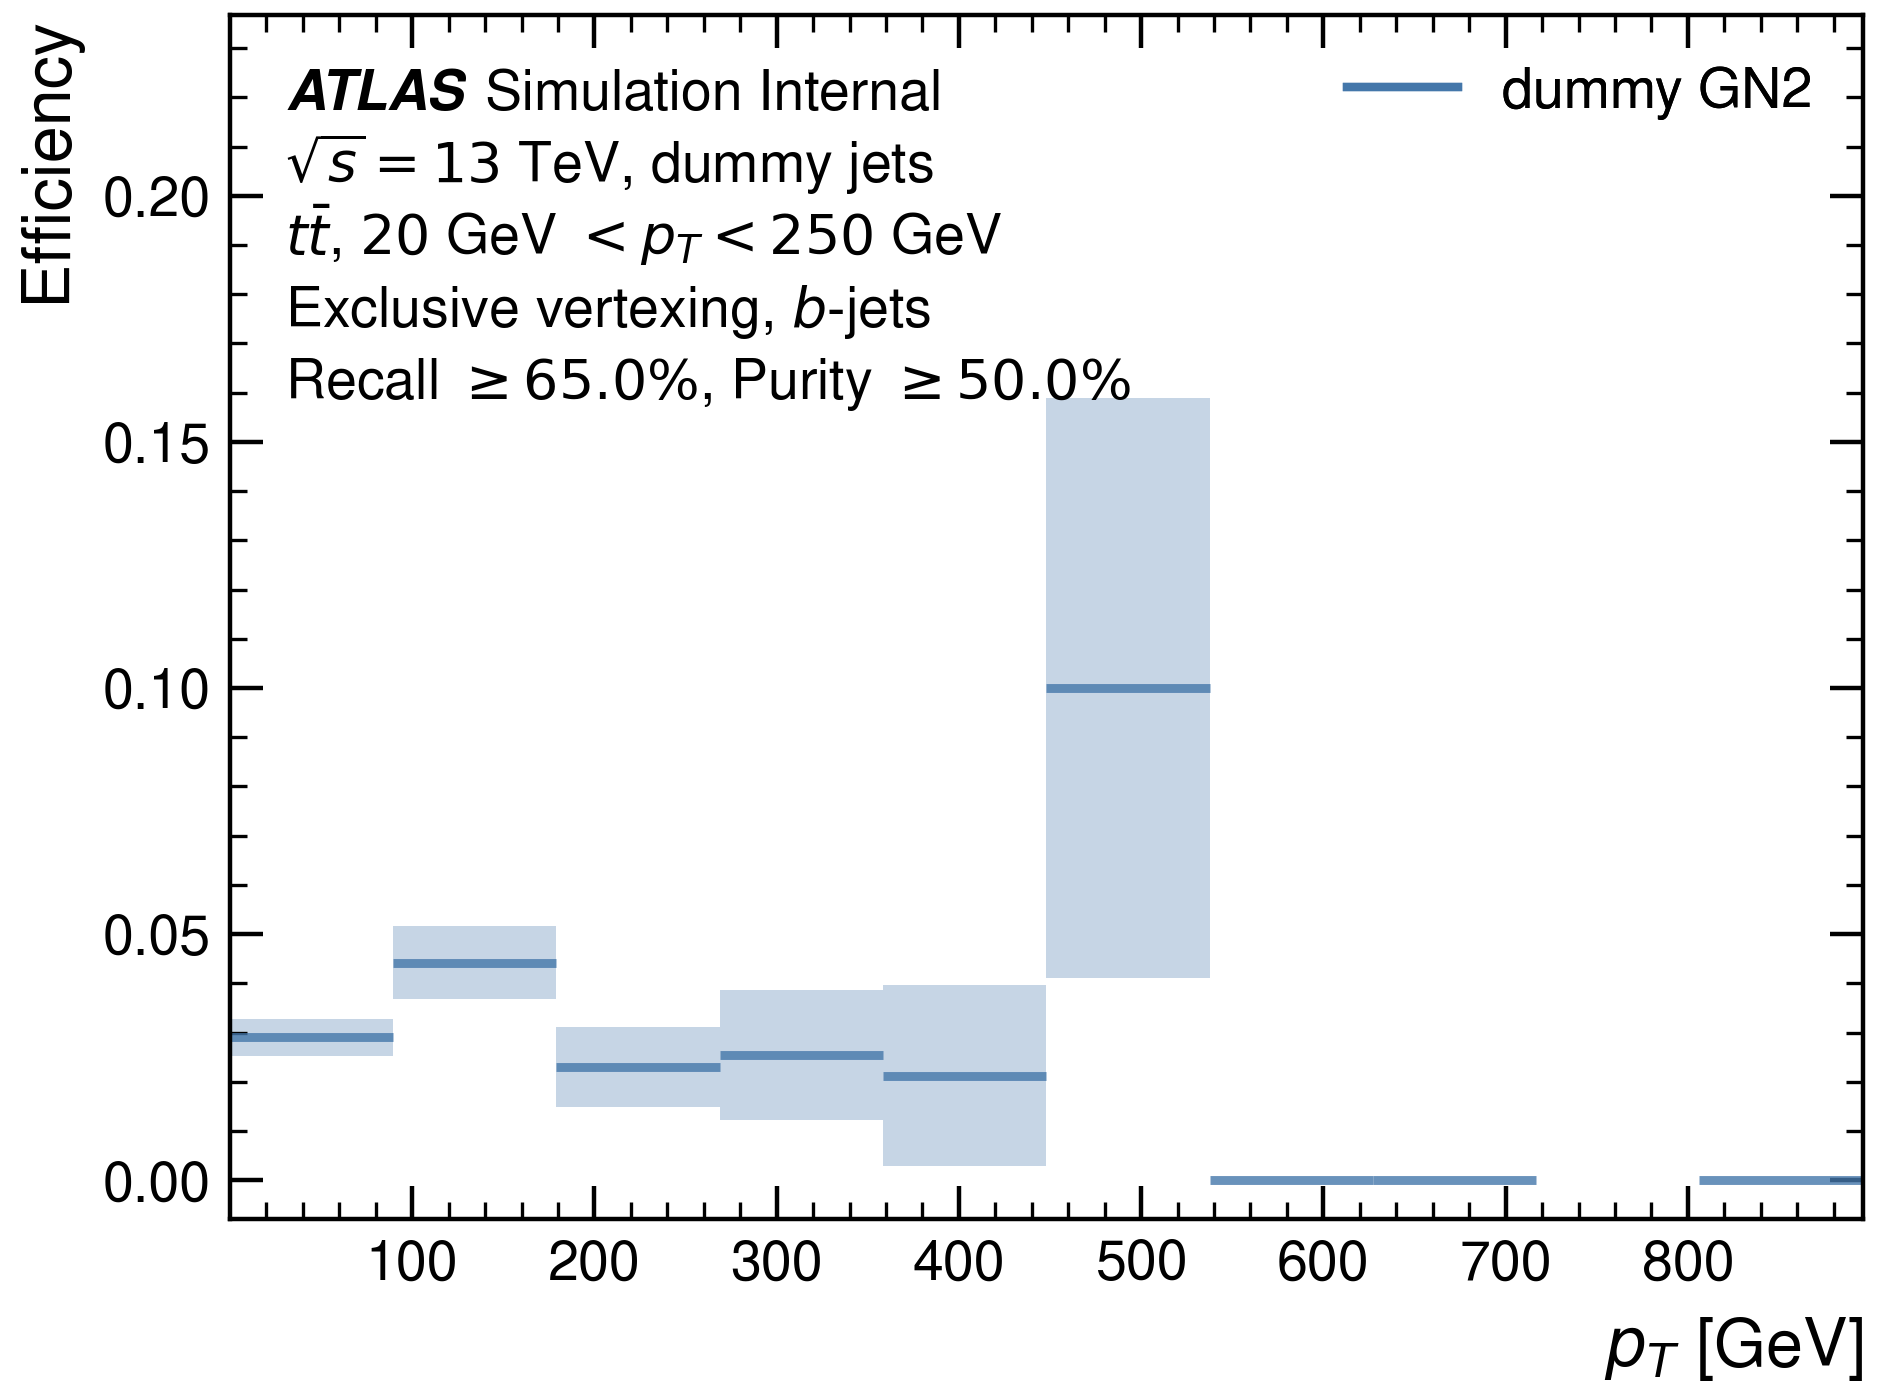 Efficiency
ATLAS Simulation Internal
√s = 13 TeV, dummy jets
tt̄, 20 GeV < p_T < 250 GeV
Exclusive vertexing, b-jets
Recall ≥ 65.0%, Purity ≥ 50.0%
dummy GN2
0.20
0.15
0.10
0.05
0.00
100 200 300 400 500 600 700 800
p_T [GeV]